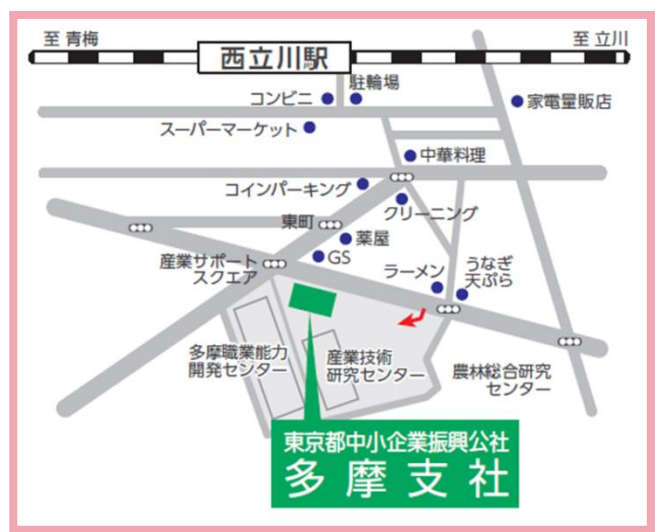 至 青梅
西立川駅
至 立川
駐輪場
コンビニ
家電量販店
スーパーマーケット
中華料理
コインパーキング
クリーニング
東町
薬屋
GS
産業サポート
スクエア
ラーメン
うなぎ
天ぷら
多摩職業能力
開発センター
産業技術
研究センター
農林総合研究
センター
東京都中小企業振興公社
多摩支社